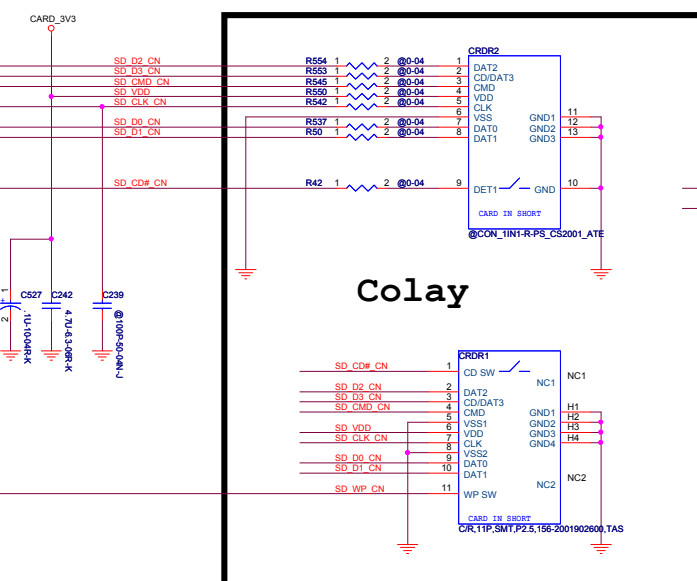 CARD_3V3
SD_D2_CN R554 1 2 @0-04
SD_D3_CN R553 1 2 @0-04
SD_CMD_CN R545 1 2 @0-04
SD_VDD R550 1 2 @0-04
SD_CLK_CN R542 1 2 @0-04
SD_D0_CN R537 1 2 @0-04
SD_D1_CN R50 1 2 @0-04
SD_CD#_CN R42 1 2 @0-04
CRDR2
1 DAT2
2 CD/DAT3
3 CMD
4 VDD
5 CLK
6 VSS GND1 11
7 DAT0 GND2 12
8 DAT1 GND3 13
9 DET1 GND 10
CARD IN SHORT
@CON_1IN1-R-PS_CS2001_ATE
1 2 C527 .1U-10-04R-K
C242 4.7U-6.3-06R-K
C239 @100P-50-04N-J
Colay
CRDR1
SD_CD#_CN 1 CD SW NC1 NC1
SD_D2_CN 2 DAT2
SD_D3_CN 3 CD/DAT3
SD_CMD_CN 4 CMD GND1 H1
5 VSS1 GND2 H2
SD_VDD 6 VDD GND3 H3
SD_CLK_CN 7 CLK GND4 H4
8 VSS2
SD_D0_CN 9 DAT0
SD_D1_CN 10 DAT1 NC2 NC2
SD_WP_CN 11 WP SW
CARD IN SHORT
C/R,11P,SMT,P2.5,156-2001902600,TAS